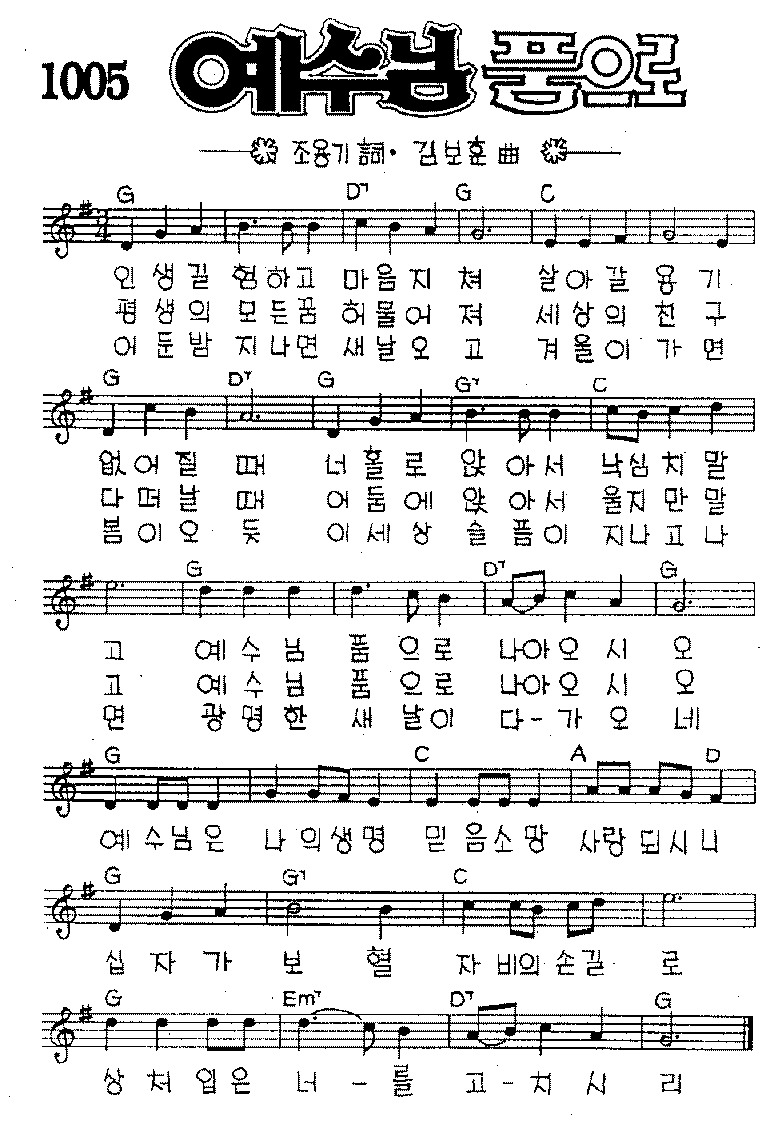 1005 예수님 품으로
조용기 詞· 김보훈 曲
G D7 G C
3/4
인 생길 험하고 마음지 쳐 살아갈 용기
평 생의 모든꿈 허물어 져 세상의 친구
어 둔밤 지나면 새날오 고 겨울이 가면
G D7 G G7 C
없어질 때 너홀로 앉아서 낙심치말
다떠날 때 어둠에 앉아서 울지만말
봄이오 듯 이세상 슬픔이 지나고나
G D7 G
고 예수님 품으로 나아오시 오
고 예수님 품으로 나아오시 오
면 광명한 새날이 다-가오 네
G C A D
예수님은 나의생명 믿음소망 사랑되시니
G G7 C
십자가 보혈 자비의손길 로
G Em7 D7 G
상처입은 너-를 고-치시 리